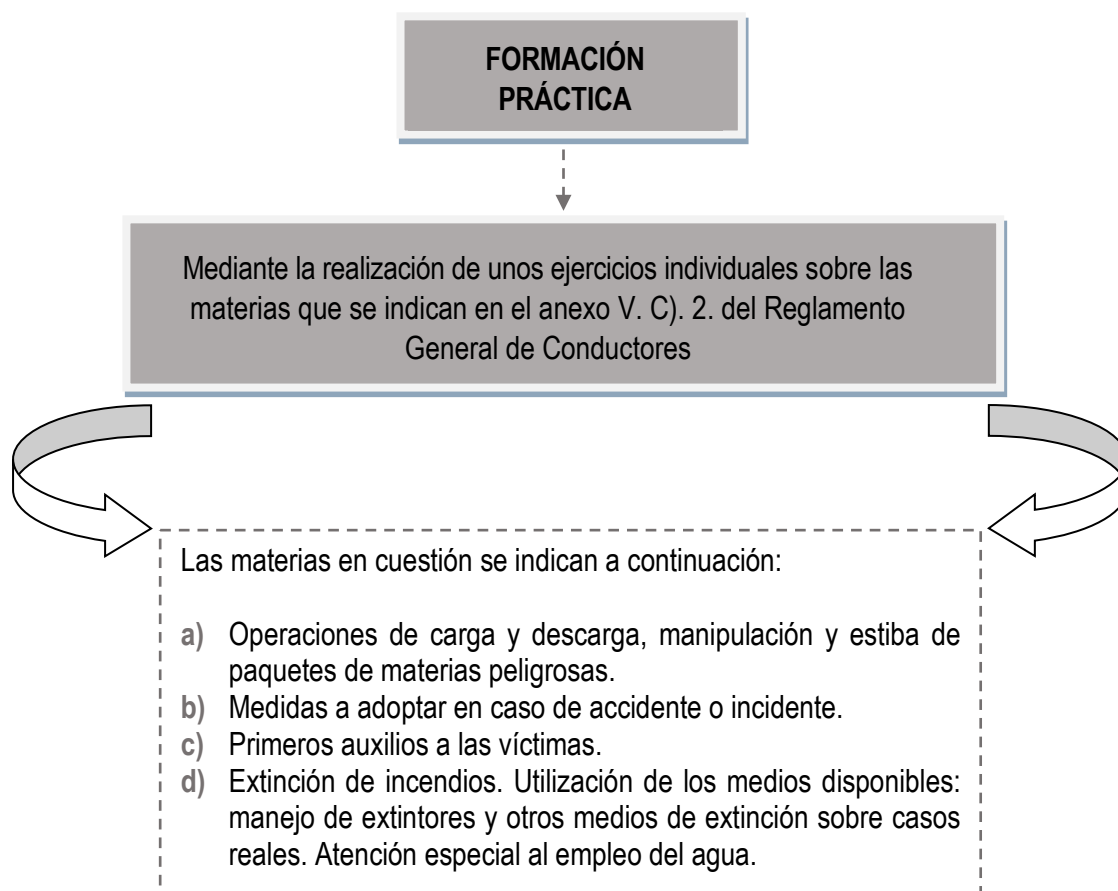 FORMACIÓN
PRÁCTICA
Mediante la realización de unos ejercicios individuales sobre las
materias que se indican en el anexo V. C). 2. del Reglamento
General de Conductores
Las materias en cuestión se indican a continuación:
a) Operaciones de carga y descarga, manipulación y estiba de
paquetes de materias peligrosas.
b) Medidas a adoptar en caso de accidente o incidente.
c) Primeros auxilios a las víctimas.
d) Extinción de incendios. Utilización de los medios disponibles:
manejo de extintores y otros medios de extinción sobre casos
reales. Atención especial al empleo del agua.